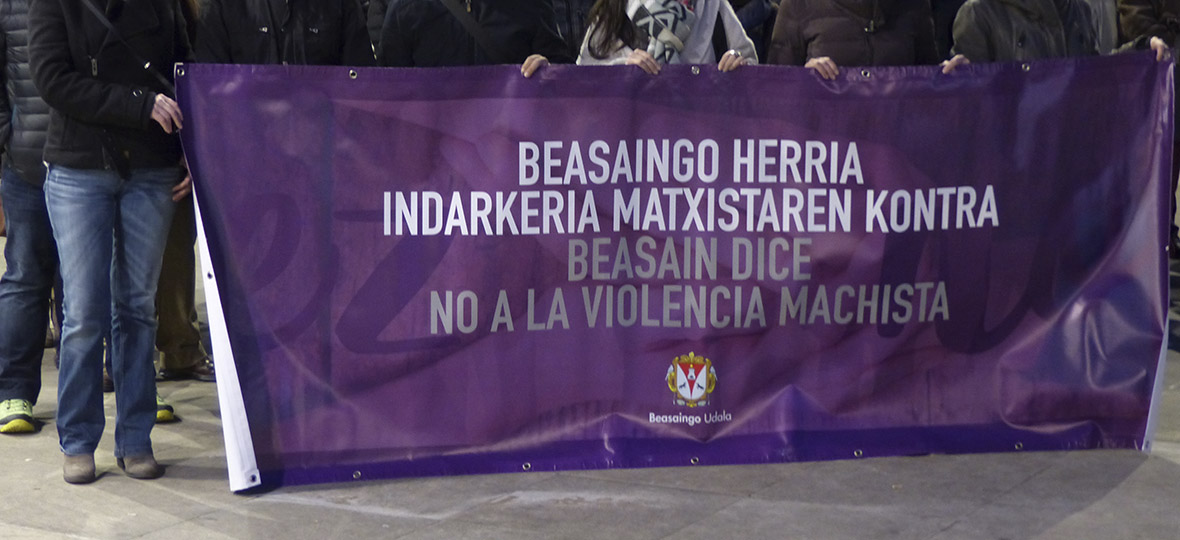 BEASAINGO HERRIA
INDARKERIA MATXISTAREN KONTRA
BEASAIN DICE
NO A LA VIOLENCIA MACHISTA
Beasaingo Udala